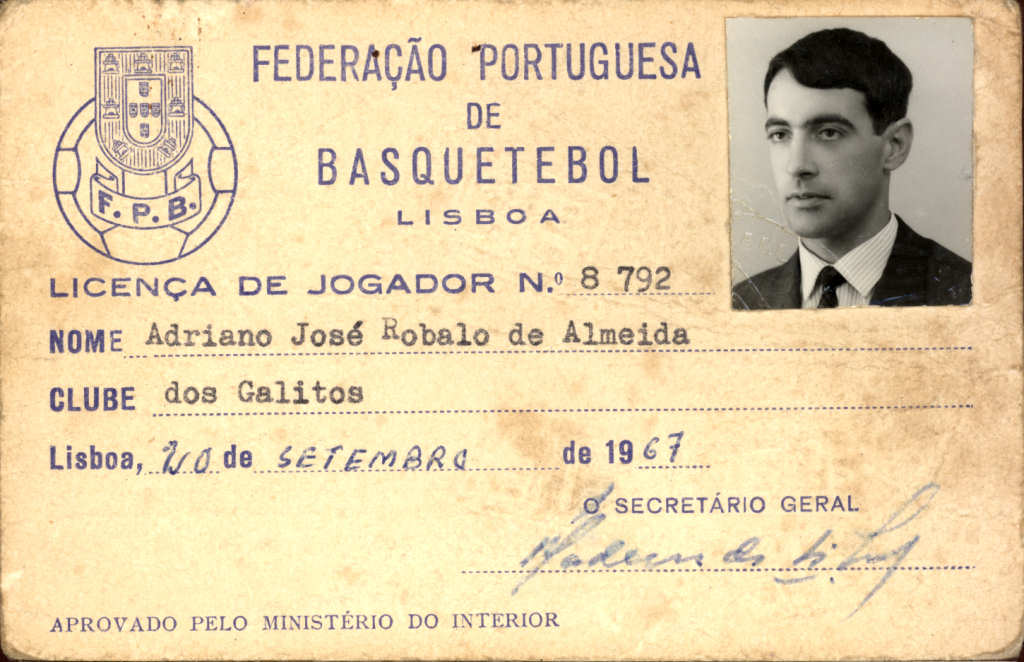 FEDERAÇÃO PORTUGUESA
DE
BASQUETEBOL
LISBOA
F. P. B.
LICENÇA DE JOGADOR N.º 8 792
NOME Adriano José Robalo de Almeida
CLUBE dos Galitos
Lisboa, 20 de SETEMBRO de 1967
O SECRETÁRIO GERAL
APROVADO PELO MINISTÉRIO DO INTERIOR